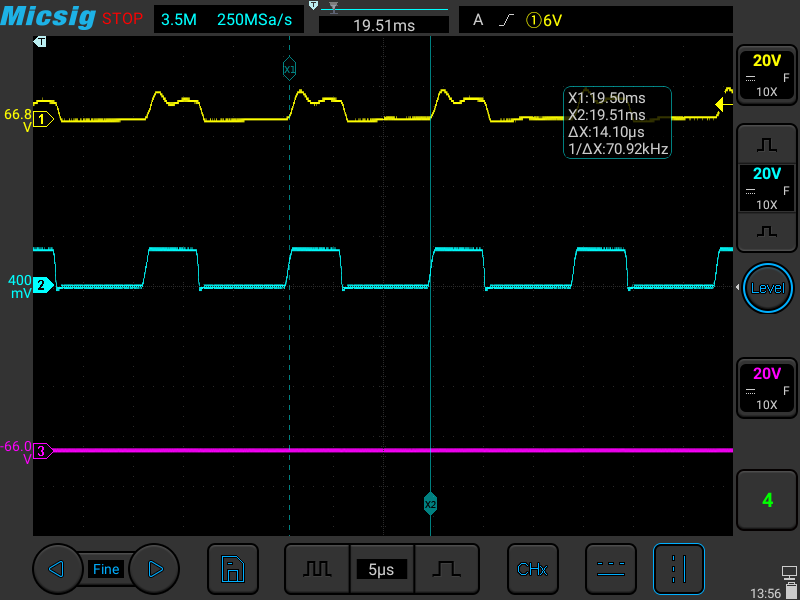 Micsig STOP 3.5M 250MSa/s T 19.51ms A ①6V
T
X1
20V
F
10X
66.8
V
1
X1:19.50ms
X2:19.51ms
ΔX:14.10µs
1/ΔX:70.92kHz
20V
F
10X
400
mV
2
Level
20V
F
10X
-66.0
V
3
X2
4
Fine
5µs
CHx
13:56